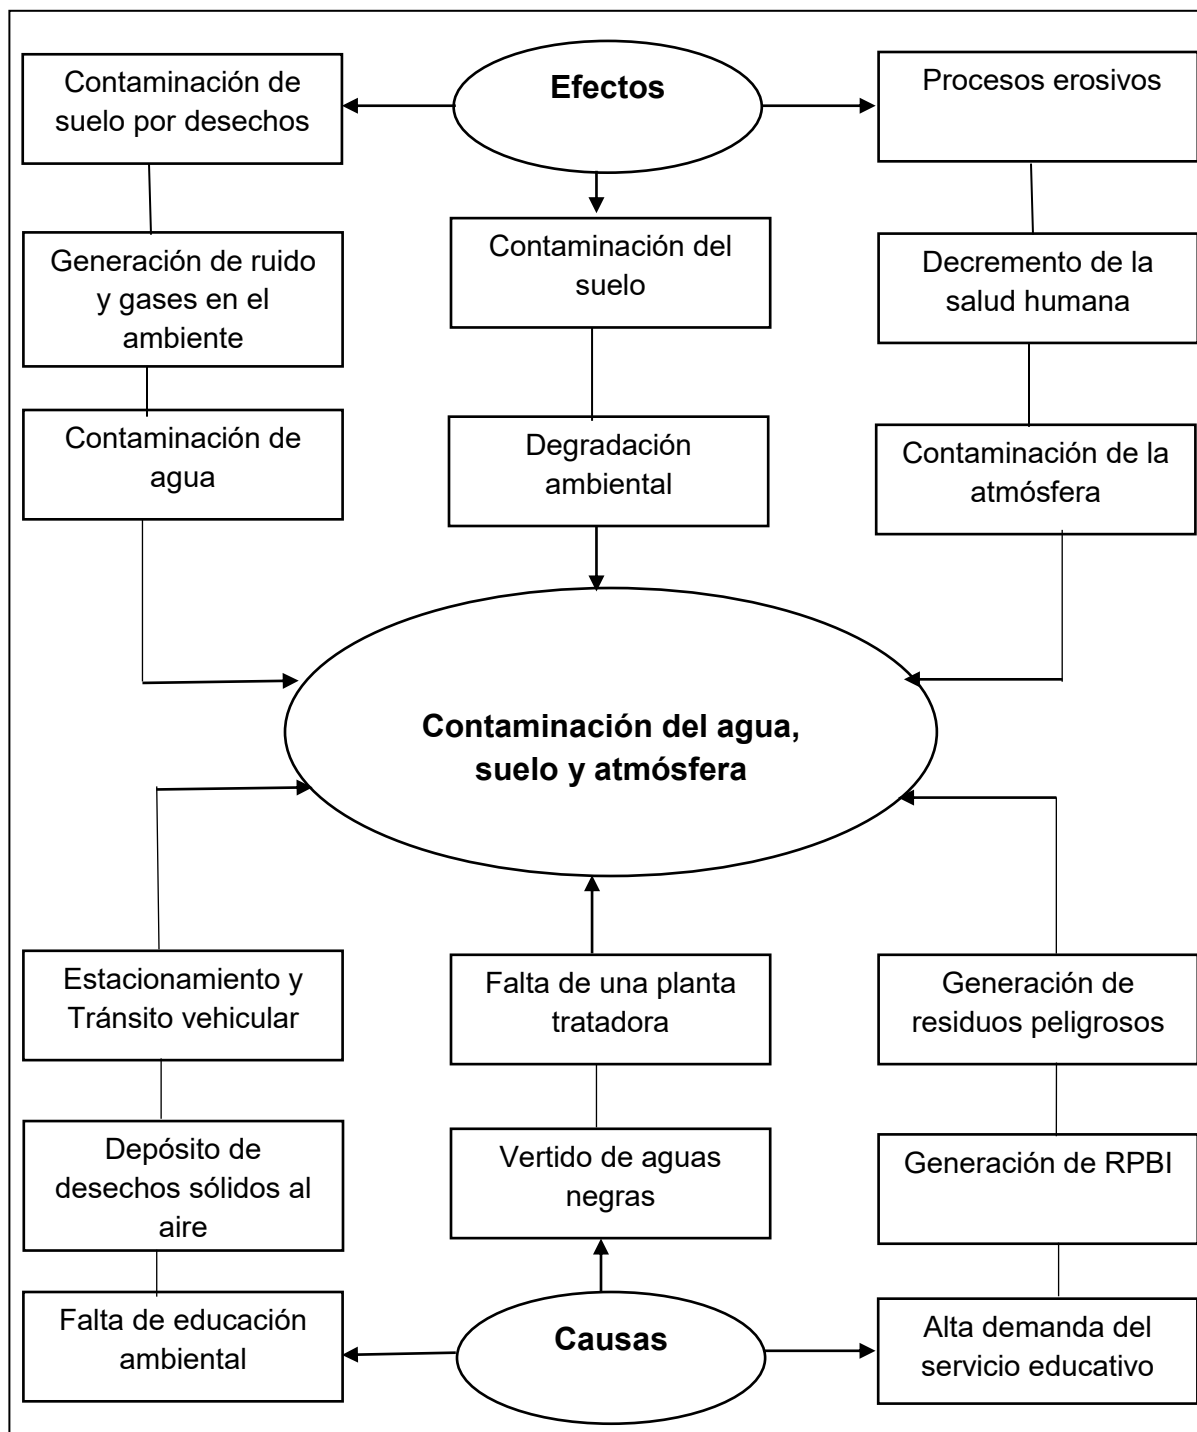 Contaminación de
suelo por desechos
Efectos
Procesos erosivos
Generación de ruido
y gases en el
ambiente
Contaminación del
suelo
Decremento de la
salud humana
Contaminación de
agua
Degradación
ambiental
Contaminación de la
atmósfera
Contaminación del agua,
suelo y atmósfera
Estacionamiento y
Tránsito vehicular
Falta de una planta
tratadora
Generación de
residuos peligrosos
Depósito de
desechos sólidos al
aire
Vertido de aguas
negras
Generación de RPBI
Falta de educación
ambiental
Causas
Alta demanda del
servicio educativo